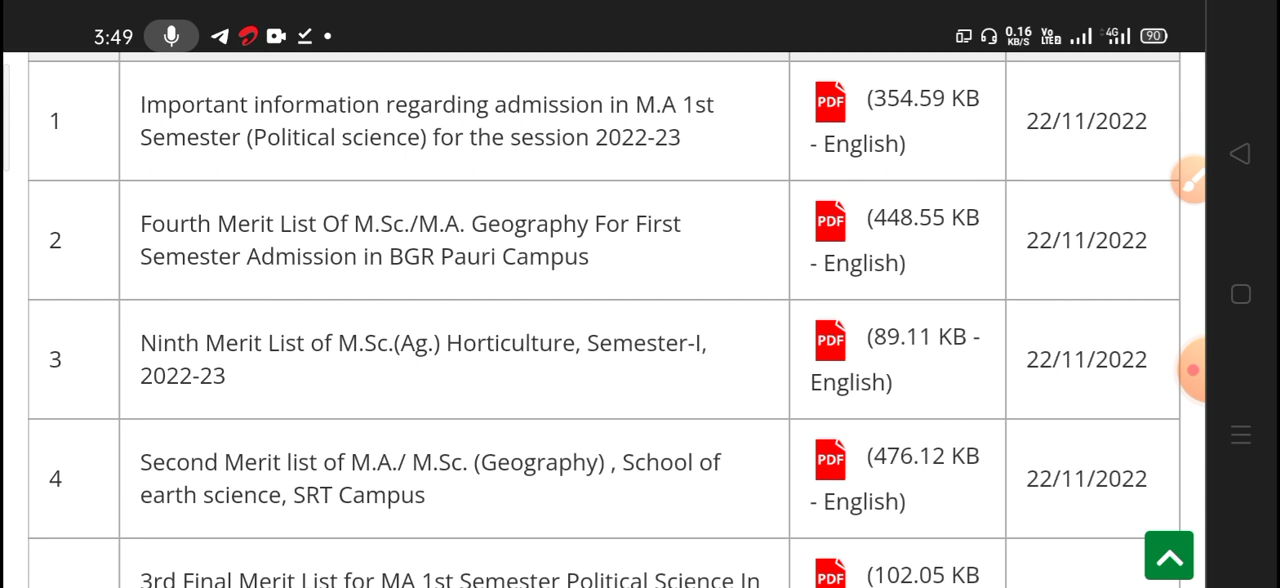 3:49
0.16
KB/S
Vo
LTE2
4G
90
1
Important information regarding admission in M.A 1st
Semester (Political science) for the session 2022-23
PDF (354.59 KB
- English)
22/11/2022
2
Fourth Merit List Of M.Sc./M.A. Geography For First
Semester Admission in BGR Pauri Campus
PDF (448.55 KB
- English)
22/11/2022
3
Ninth Merit List of M.Sc.(Ag.) Horticulture, Semester-I,
2022-23
PDF (89.11 KB -
English)
22/11/2022
4
Second Merit list of M.A./ M.Sc. (Geography) , School of
earth science, SRT Campus
PDF (476.12 KB
- English)
22/11/2022
3rd Final Merit List for MA 1st Semester Political Science In
PDF (102.05 KB